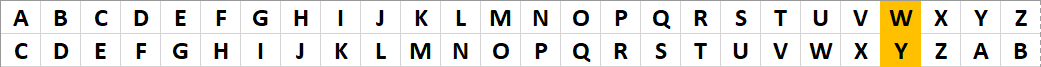 A B C D E F G H I J K L M N O P Q R S T U V W X Y Z
C D E F G H I J K L M N O P Q R S T U V W X Y Z A B